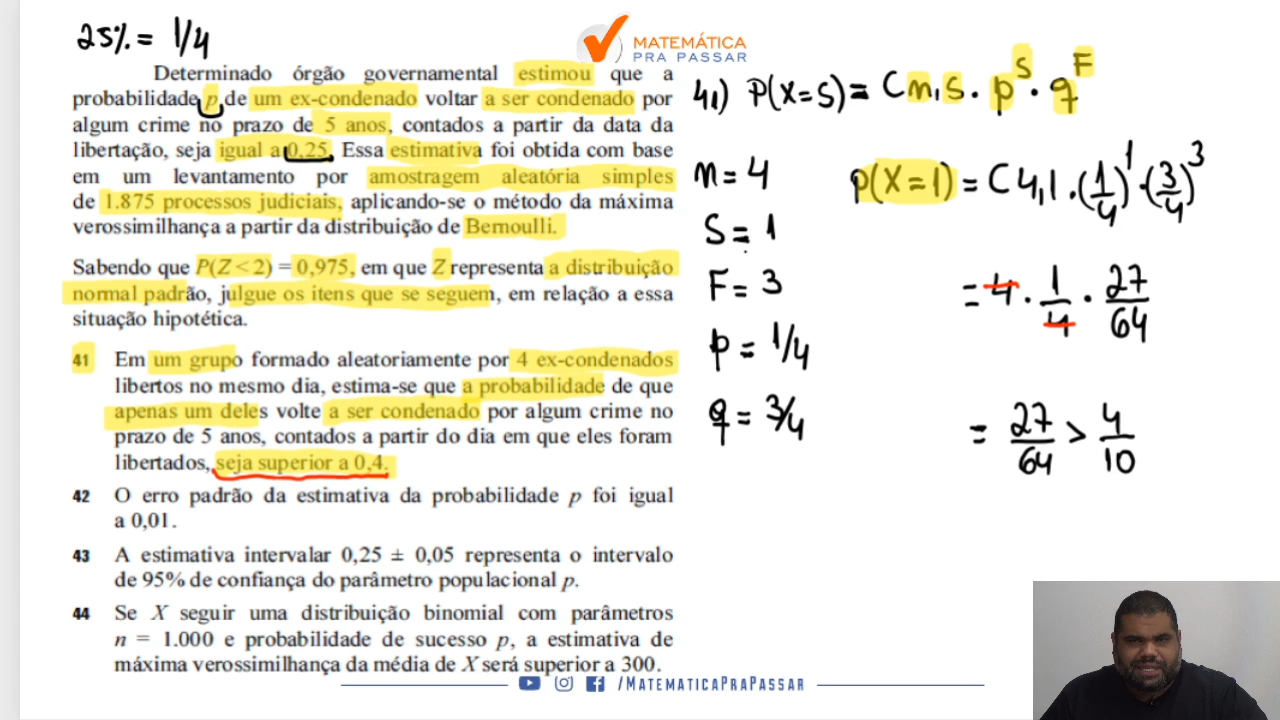 25% = 1/4
MATEMÁTICA
PRA PASSAR
Determinado órgão governamental estimou que a
probabilidade p, de um ex-condenado voltar a ser condenado por
algum crime no prazo de 5 anos, contados a partir da data da
libertação, seja igual a 0,25. Essa estimativa foi obtida com base
em um levantamento por amostragem aleatória simples
de 1.875 processos judiciais, aplicando-se o método da máxima
verossimilhança a partir da distribuição de Bernoulli.
Sabendo que P(Z < 2) = 0,975, em que Z representa a distribuição
normal padrão, julgue os itens que se seguem, em relação a essa
situação hipotética.
41 Em um grupo formado aleatoriamente por 4 ex-condenados
libertos no mesmo dia, estima-se que a probabilidade de que
apenas um deles volte a ser condenado por algum crime no
prazo de 5 anos, contados a partir do dia em que eles foram
libertados, seja superior a 0,4.
42 O erro padrão da estimativa da probabilidade p foi igual
a 0,01.
43 A estimativa intervalar 0,25 ± 0,05 representa o intervalo
de 95% de confiança do parâmetro populacional p.
44 Se X seguir uma distribuição binomial com parâmetros
n = 1.000 e probabilidade de sucesso p, a estimativa de
máxima verossimilhança da média de X será superior a 300.
41) P(X=S) = C m,s . p^S . q^F
m = 4
S = 1
F = 3
p = 1/4
q = 3/4
P(X=1) = C 4,1 . (1/4)^1 . (3/4)^3
= 4 . 1/4 . 27/64
= 27/64 > 4/10
/MATEMATICAPRAPASSAR